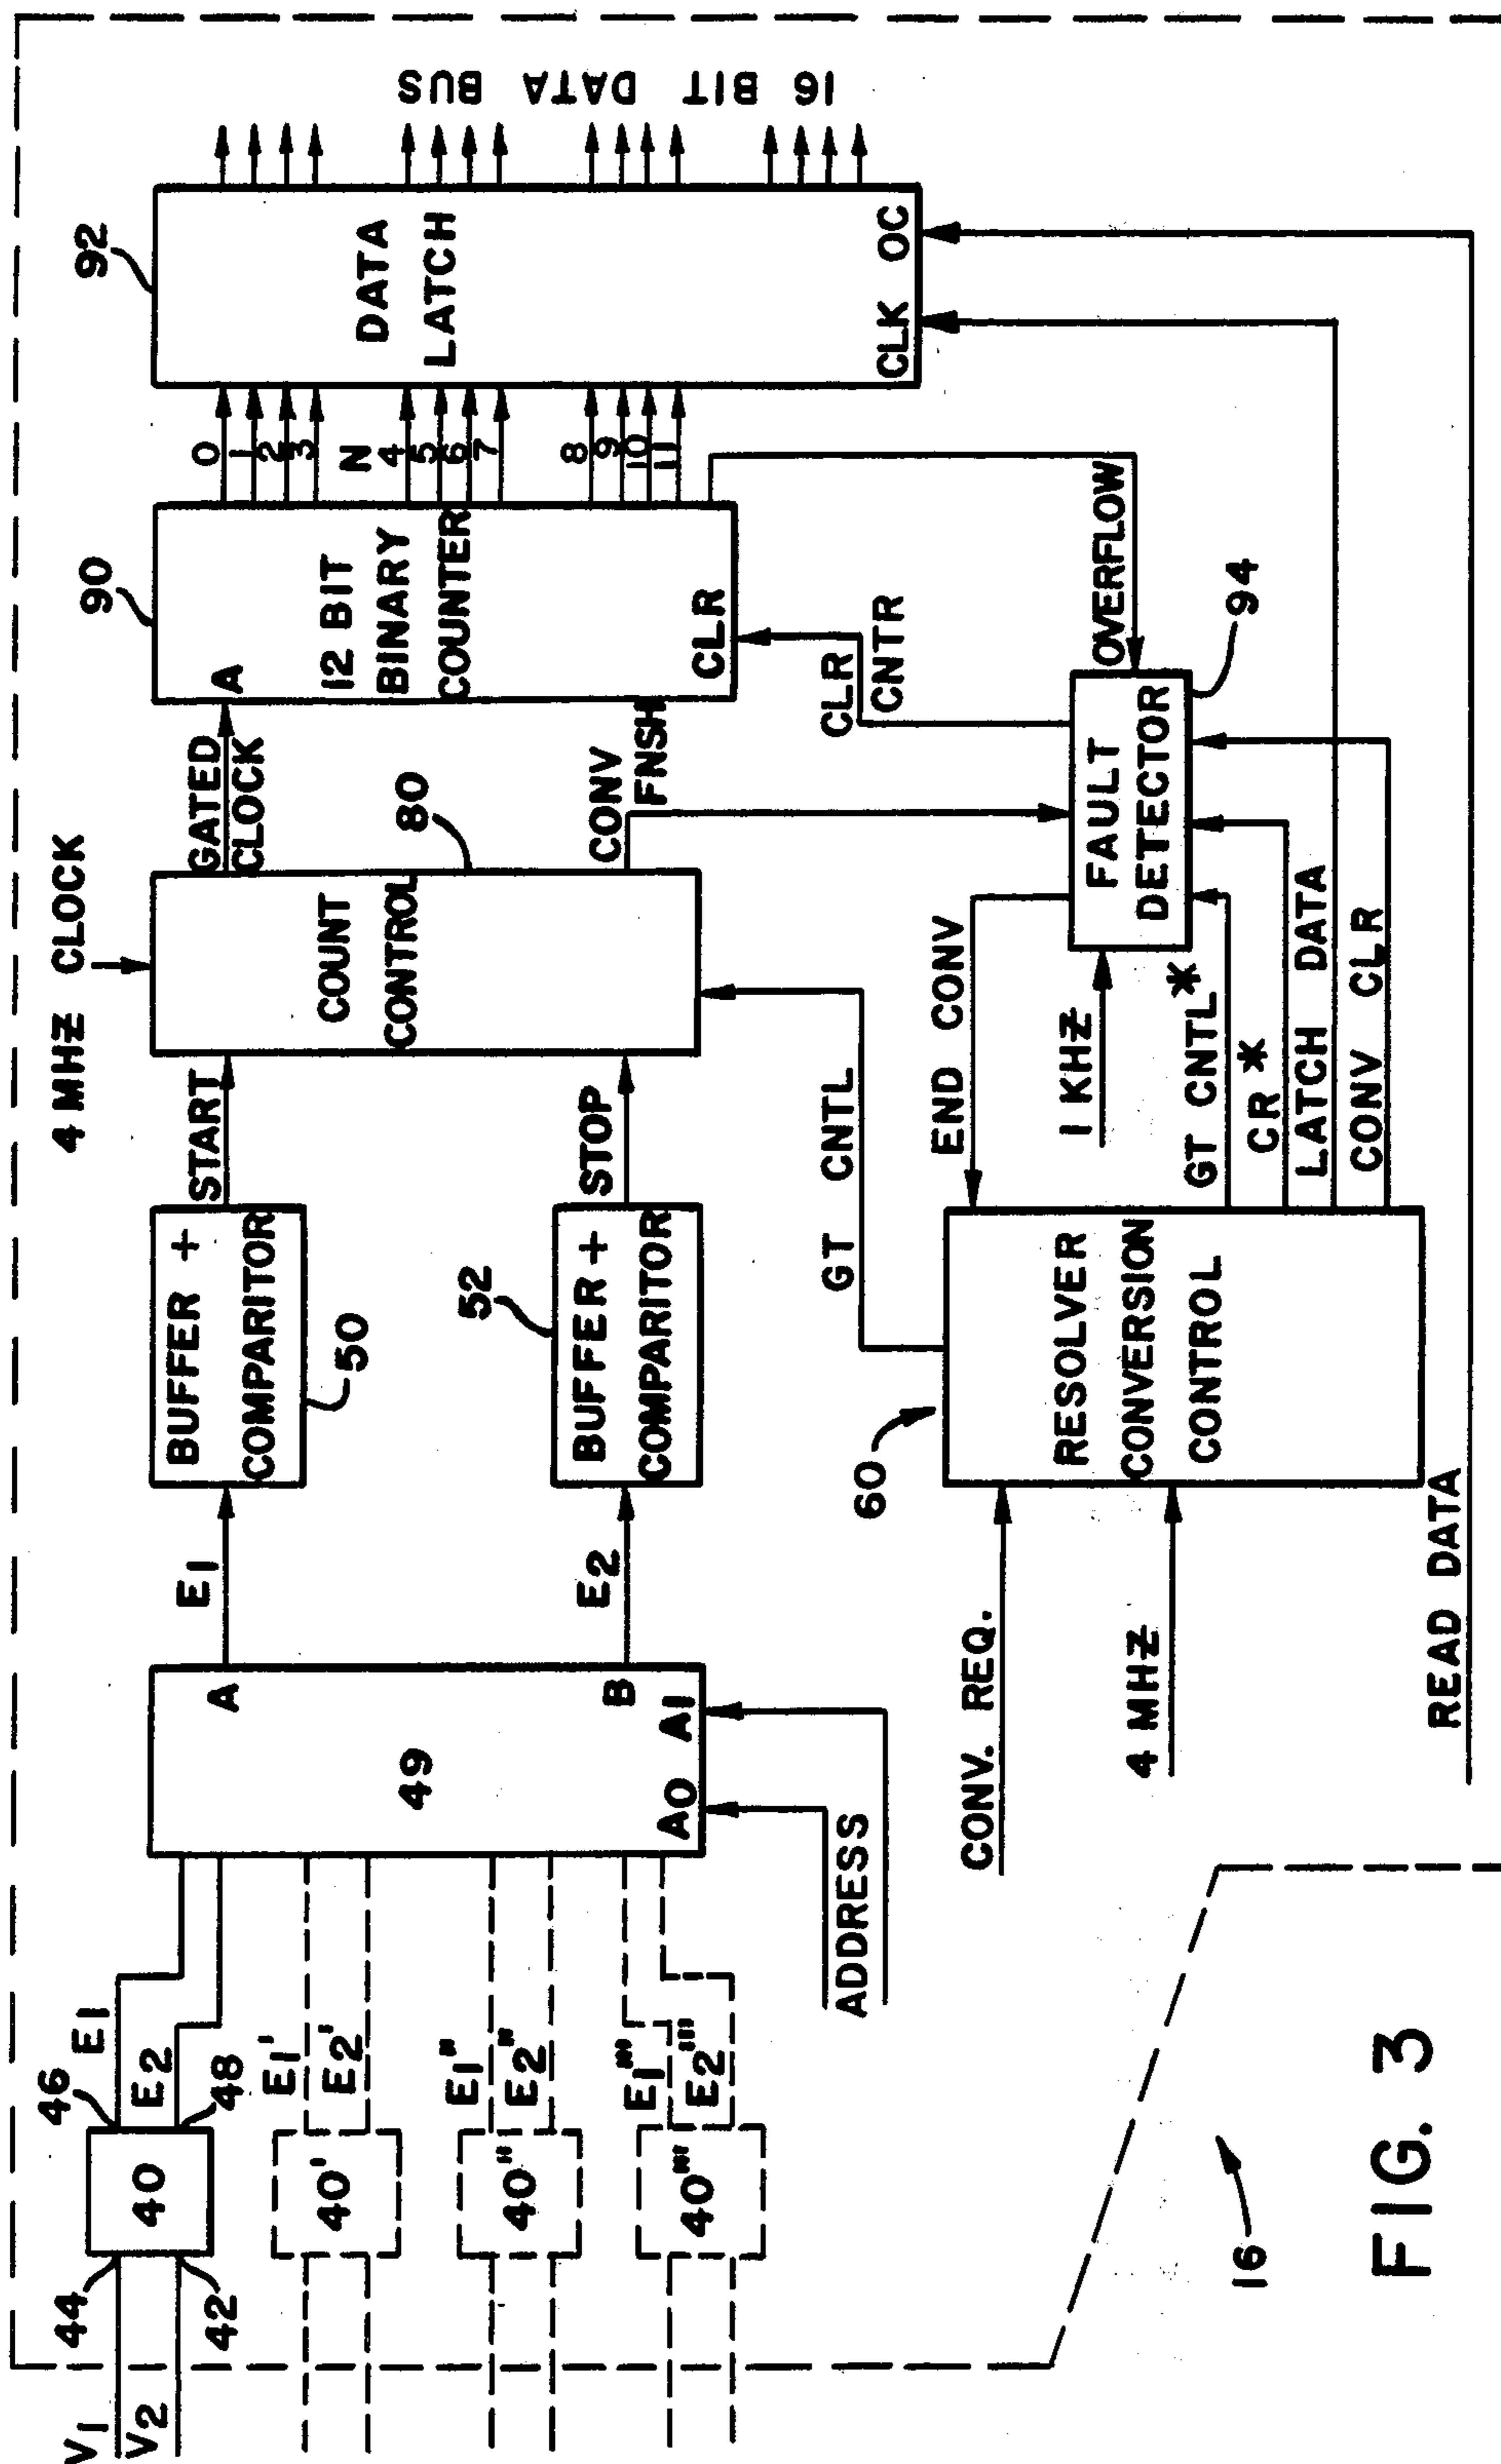 V1
V2
44
42
40
46
48
E1
E2
40'
E1'
E2'
40"
E1"
E2"
40'''
E1'''
E2'''
49
A
B
A0 A1
ADDRESS
E1
E2
BUFFER +
COMPARITOR
50
BUFFER +
COMPARITOR
52
START
STOP
4 MHZ CLOCK
COUNT
CONTROL
80
GATED
CLOCK
CONV
FNSH
A
12 BIT
BINARY
COUNTER
CLR
90
0
1
2
3
N
4
5
6
7
8
9
10
11
DATA
LATCH
CLK OC
92
16 BIT DATA BUS
OVERFLOW
CLR
CNTR
FAULT
DETECTOR
94
1 KHZ
END CONV
GT CNTL
GT CNTL*
CR*
LATCH DATA
CONV CLR
RESOLVER
CONVERSION
CONTROL
60
CONV. REQ.
4 MHZ
READ DATA
16
FIG. 3